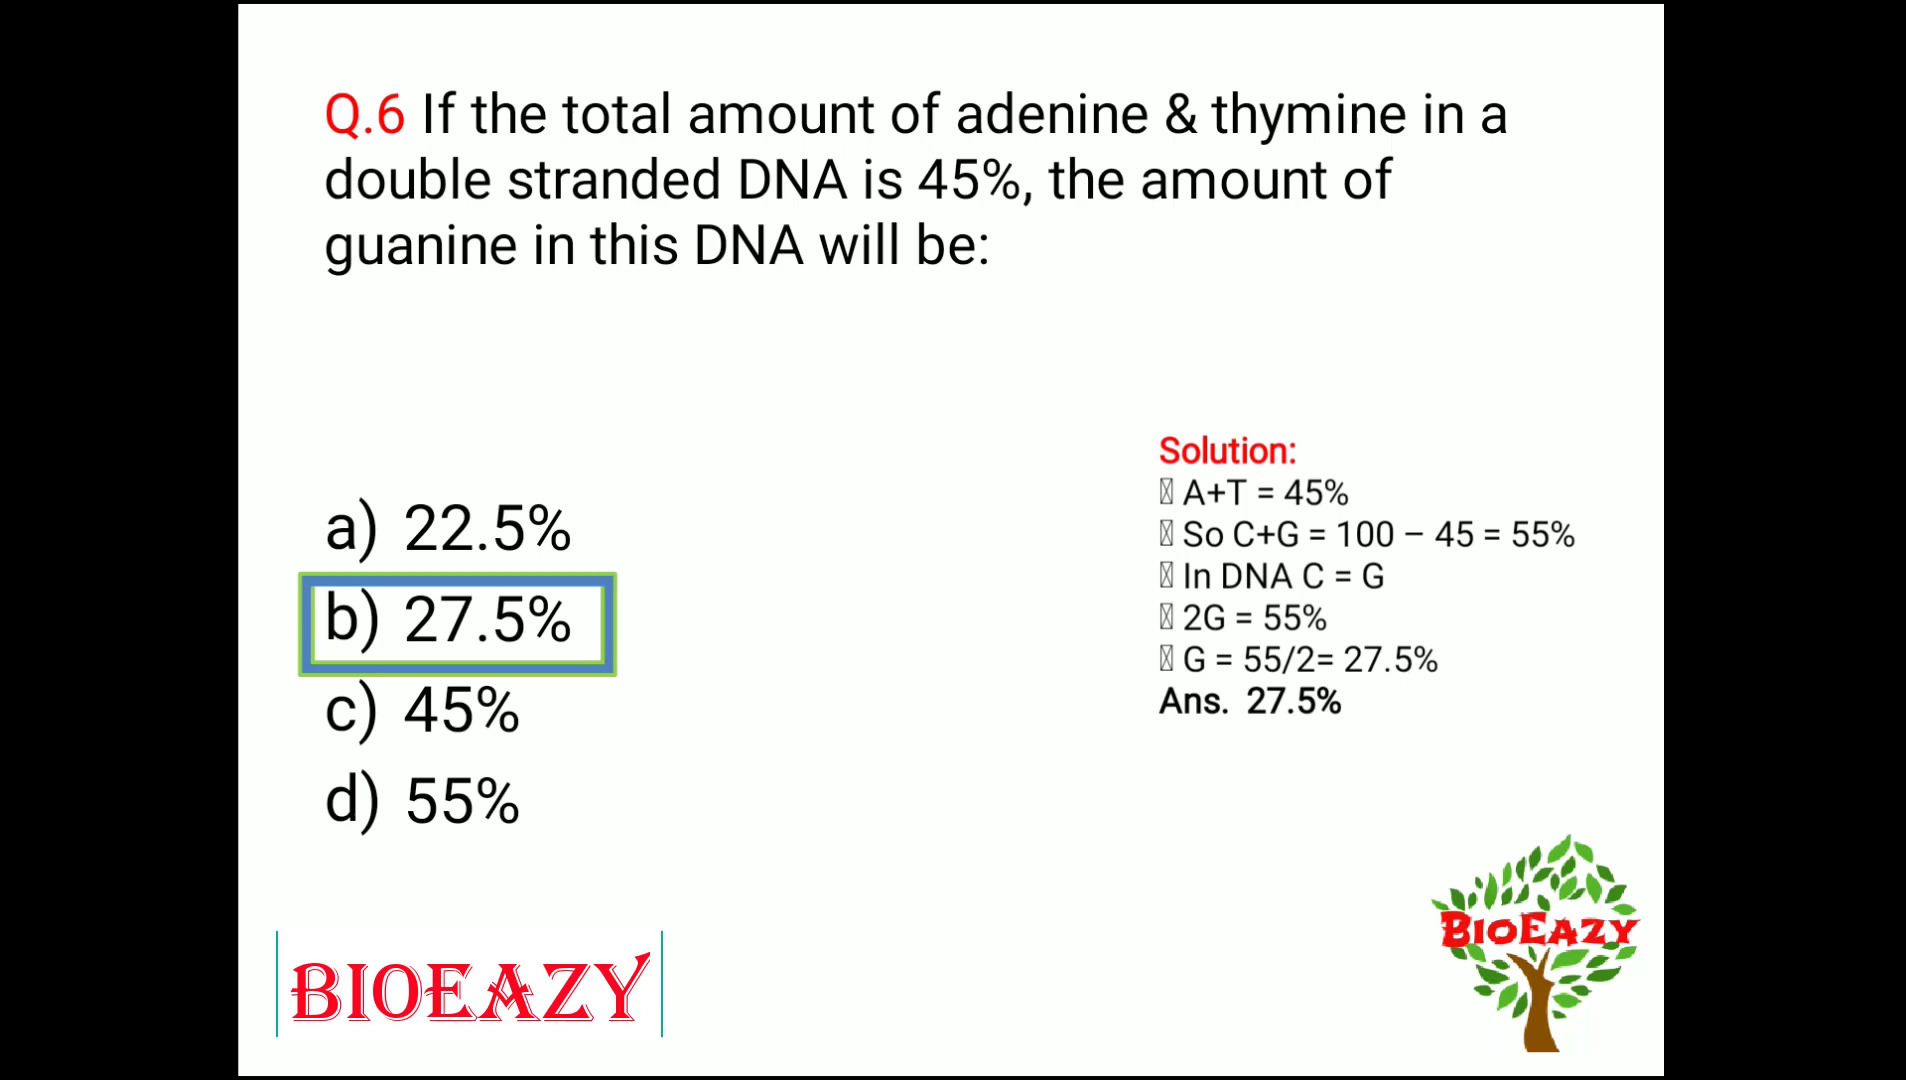 Q.6 If the total amount of adenine & thymine in a
double stranded DNA is 45%, the amount of
guanine in this DNA will be:
a) 22.5%
b) 27.5%
c) 45%
d) 55%
Solution:
A+T = 45%
So C+G = 100 – 45 = 55%
In DNA C = G
2G = 55%
G = 55/2= 27.5%
Ans. 27.5%
BIOEAZY
BIOEAZY